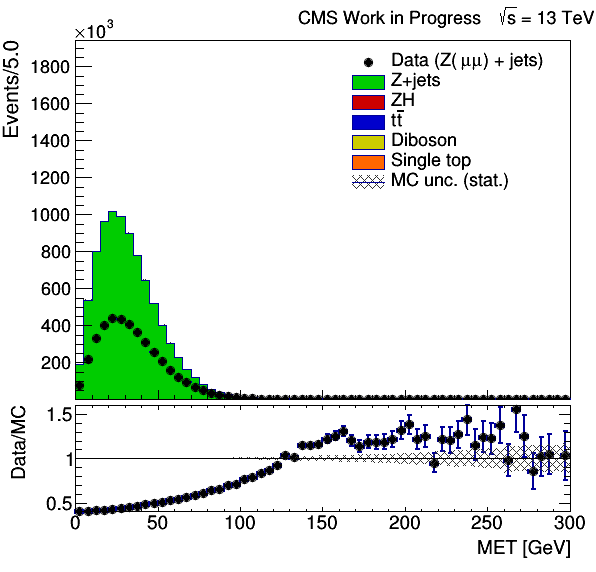 CMS Work in Progress √s = 13 TeV
×10³
Events/5.0
1800
1600
1400
1200
1000
800
600
400
200
Data (Z(μμ) + jets)
Z+jets
ZH
tt̅
Diboson
Single top
MC unc. (stat.)
Data/MC
1.5
1
0.5
0 50 100 150 200 250 300
MET [GeV]